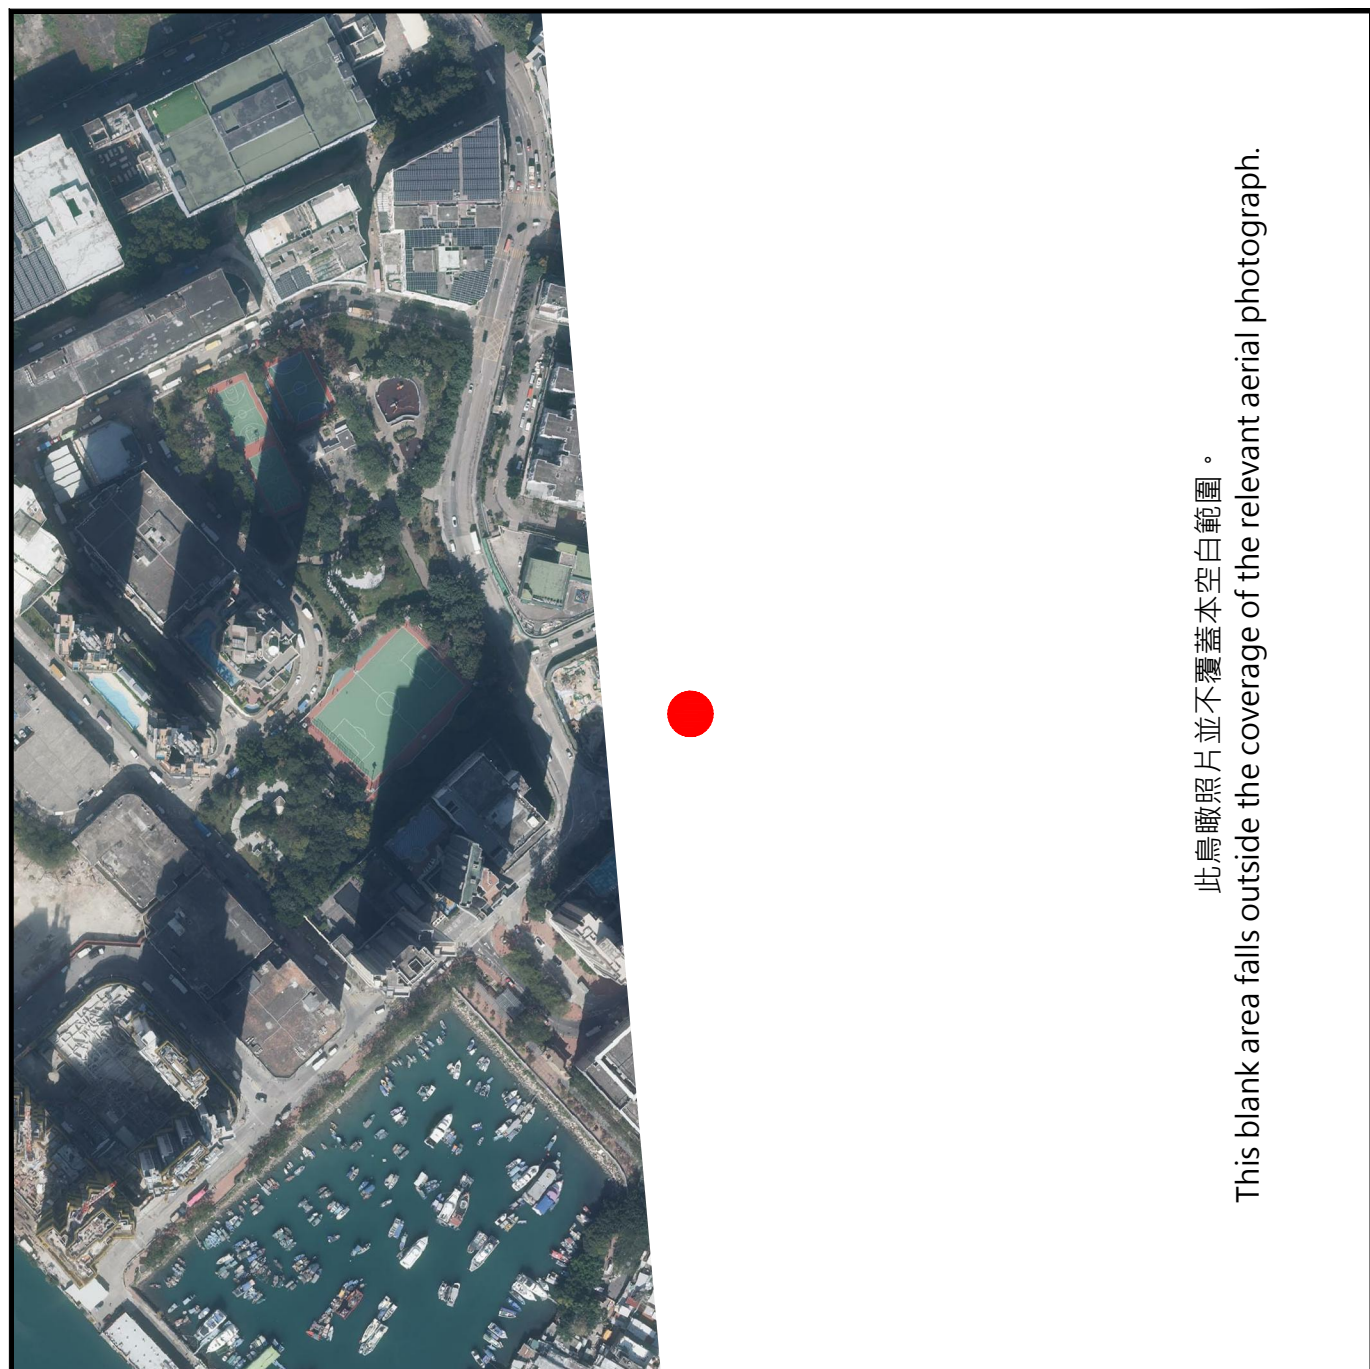 此鳥瞰照片並不覆蓋本空白範圍。
This blank area falls outside the coverage of the relevant aerial photograph.